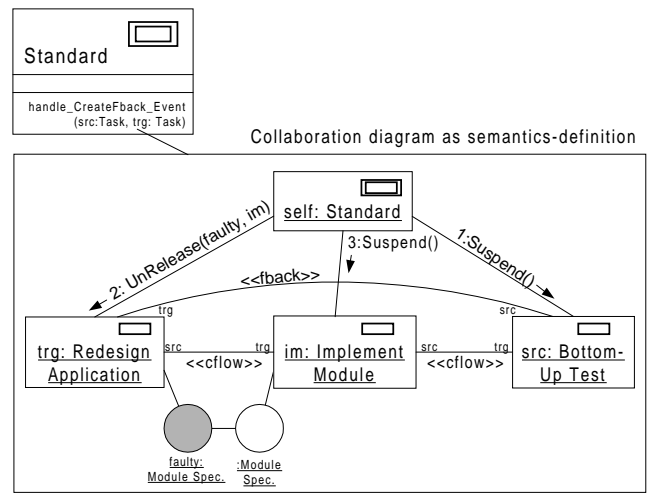 Standard
handle_CreateFback_Event
(src:Task, trg: Task)
Collaboration diagram as semantics-definition
self: Standard
2: UnRelease(faulty, im)
3:Suspend()
1:Suspend()
<<fback>>
trg
src
trg: Redesign
Application
src
trg
<<cflow>>
im: Implement
Module
src
trg
<<cflow>>
src: Bottom-
Up Test
faulty:
Module Spec.
:Module
Spec.